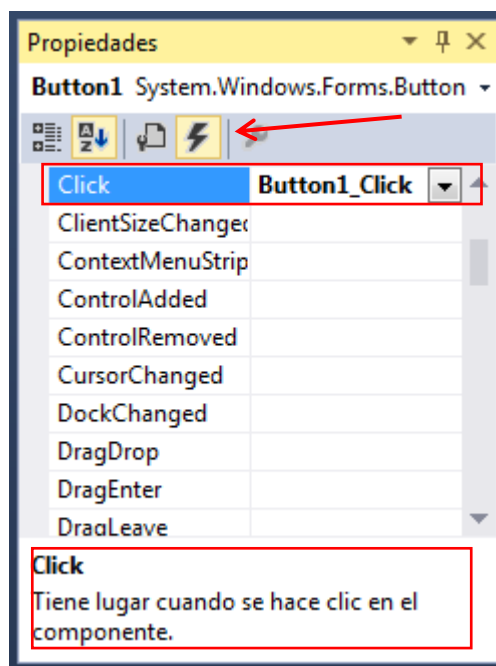 Propiedades
Button1 System.Windows.Forms.Button
Click Button1_Click
ClientSizeChanged
ContextMenuStrip
ControlAdded
ControlRemoved
CursorChanged
DockChanged
DragDrop
DragEnter
DragLeave
Click
Tiene lugar cuando se hace clic en el
componente.